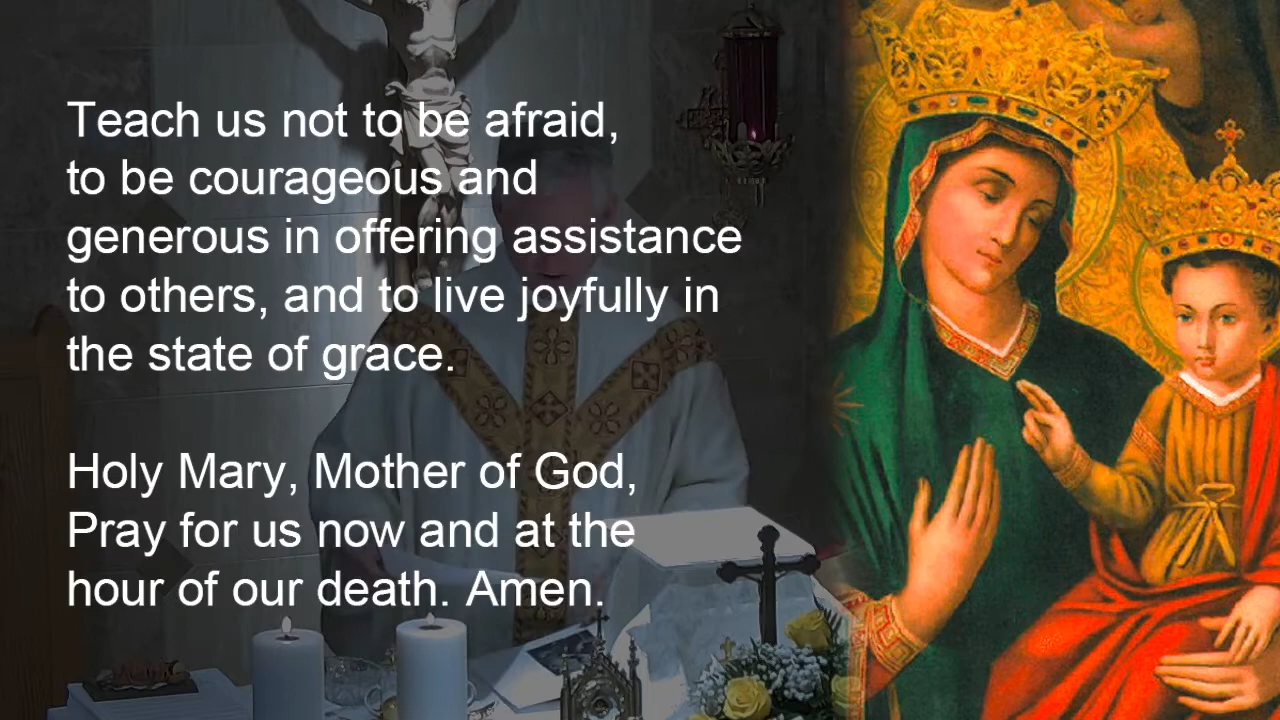 Teach us not to be afraid,
to be courageous and
generous in offering assistance
to others, and to live joyfully in
the state of grace.
Holy Mary, Mother of God,
Pray for us now and at the
hour of our death. Amen.